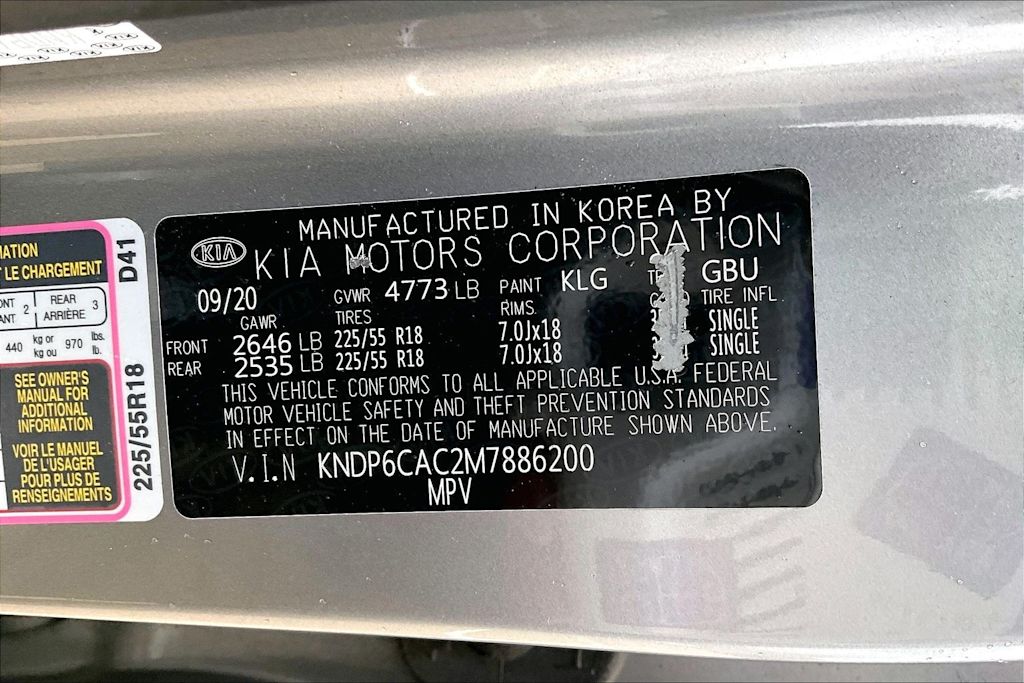 MANUFACTURED IN KOREA BY
KIA
KIA MOTORS CORPORATION
09/20 GVWR 4773 LB PAINT KLG GBU
GAWR TIRES RIMS. TIRE INFL.
FRONT 2646 LB 225/55 R18 7.0Jx18 SINGLE
REAR 2535 LB 225/55 R18 7.0Jx18 SINGLE
THIS VEHICLE CONFORMS TO ALL APPLICABLE U.S.A. FEDERAL
MOTOR VEHICLE SAFETY AND THEFT PREVENTION STANDARDS
IN EFFECT ON THE DATE OF MANUFACTURE SHOWN ABOVE.
V.I.N KNDP6CAC2M7886200
MPV
LE CHARGEMENT
2 REAR 3
ARRIÈRE
440 kg or 970 lbs.
kg ou lb.
SEE OWNER'S
MANUAL FOR
ADDITIONAL
INFORMATION
VOIR LE MANUEL
DE L'USAGER
POUR PLUS DE
RENSEIGNEMENTS
D41
225/55R18